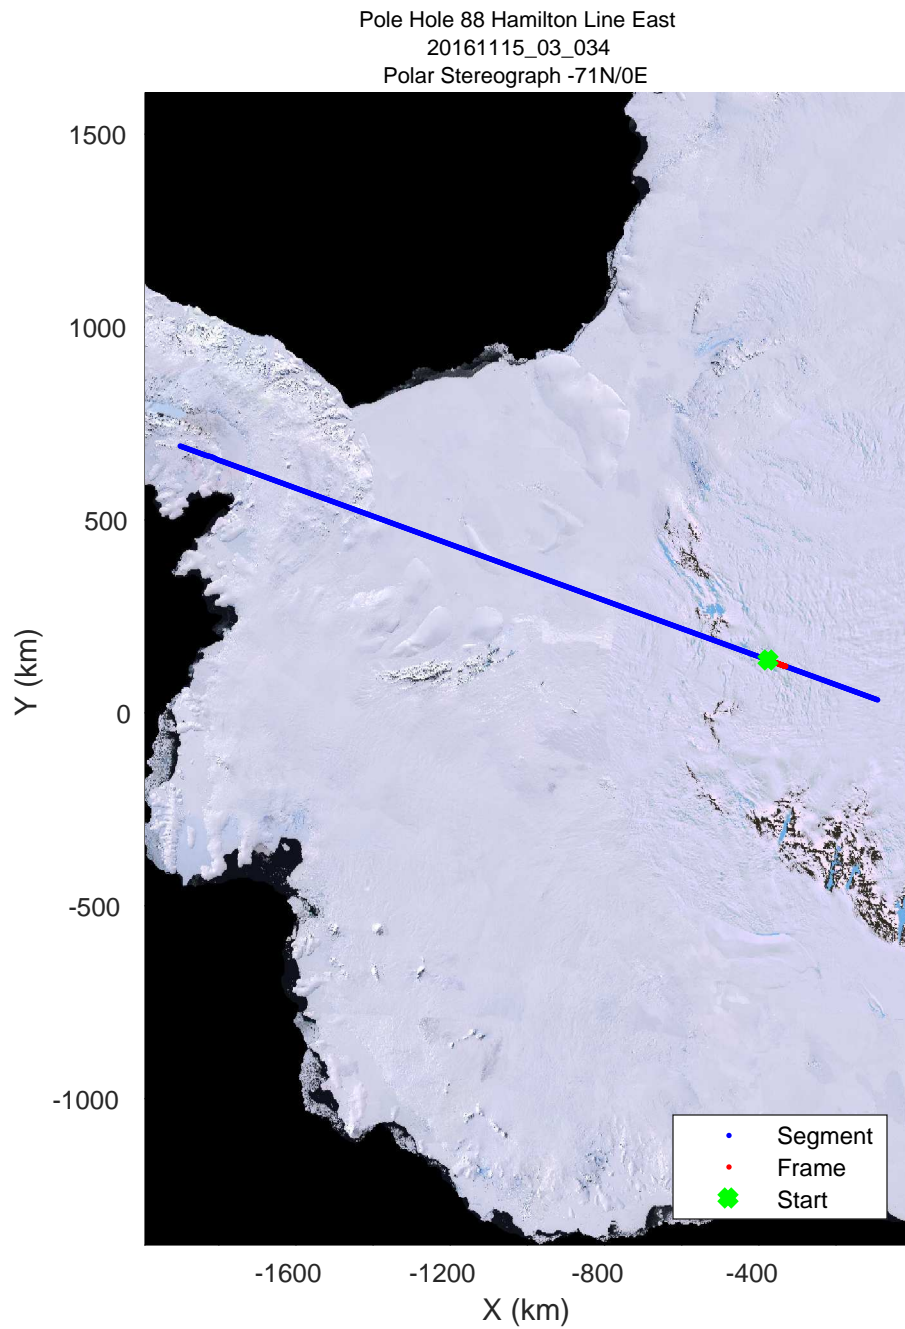 Pole Hole 88 Hamilton Line East
20161115_03_034
Polar Stereograph -71N/0E
1500
1000
500
0
-500
-1000
Y (km)
-1600
-1200
-800
-400
X (km)
Segment
Frame
Start